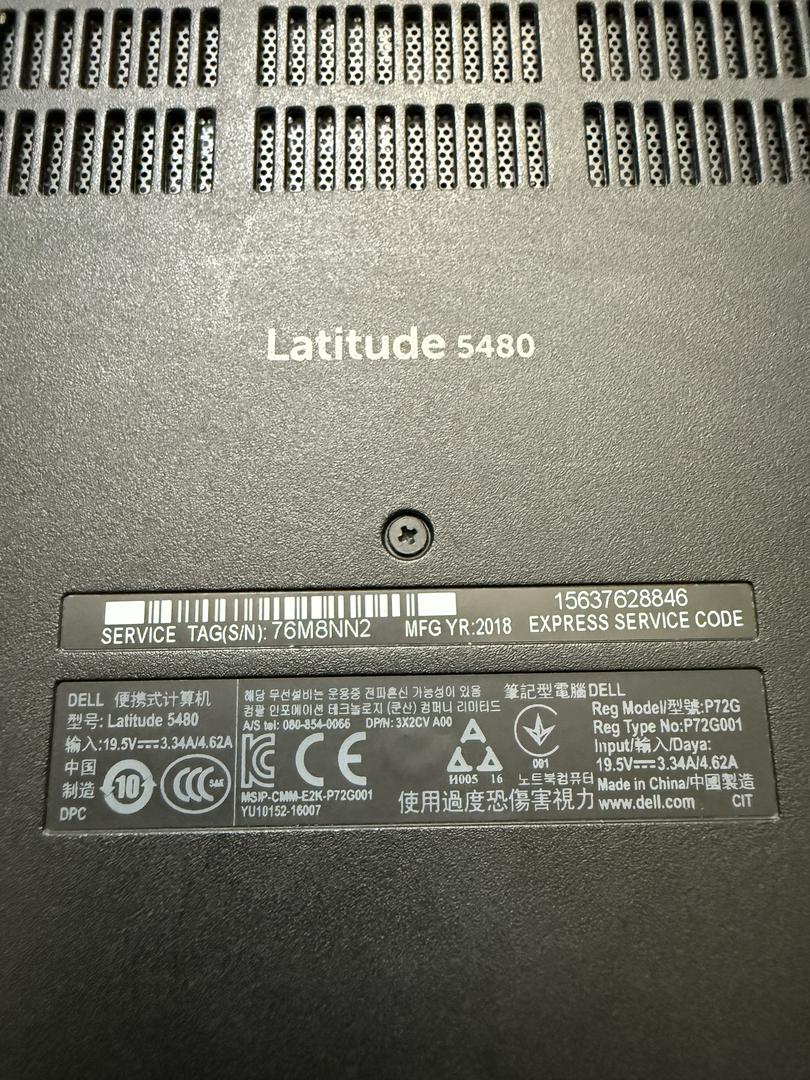 Latitude 5480
15637628846
SERVICE TAG(S/N): 76M8NN2 MFG YR:2018 EXPRESS SERVICE CODE
DELL 便携式计算机
型号: Latitude 5480
输入:19.5V⎓3.34A/4.62A
中国
制造
10
CCC S&E
DPC
해당 무선설비는 운용중 전파혼신 가능성이 있음
컴팔 인포메이션 테크놀로지 (쿤산) 컴퍼니 리미티드
A/S tel: 080-854-0066 DP/N: 3X2CV A00
CE
MSIP-CMM-E2K-P72G001
YU10152-16007
И005 16
001
노트북컴퓨터
使用過度恐傷害視力
筆記型電腦 DELL
Reg Model/型號:P72G
Reg Type No:P72G001
Input/輸入/Daya:
19.5V⎓3.34A/4.62A
Made in China/中國製造
www.dell.com CIT